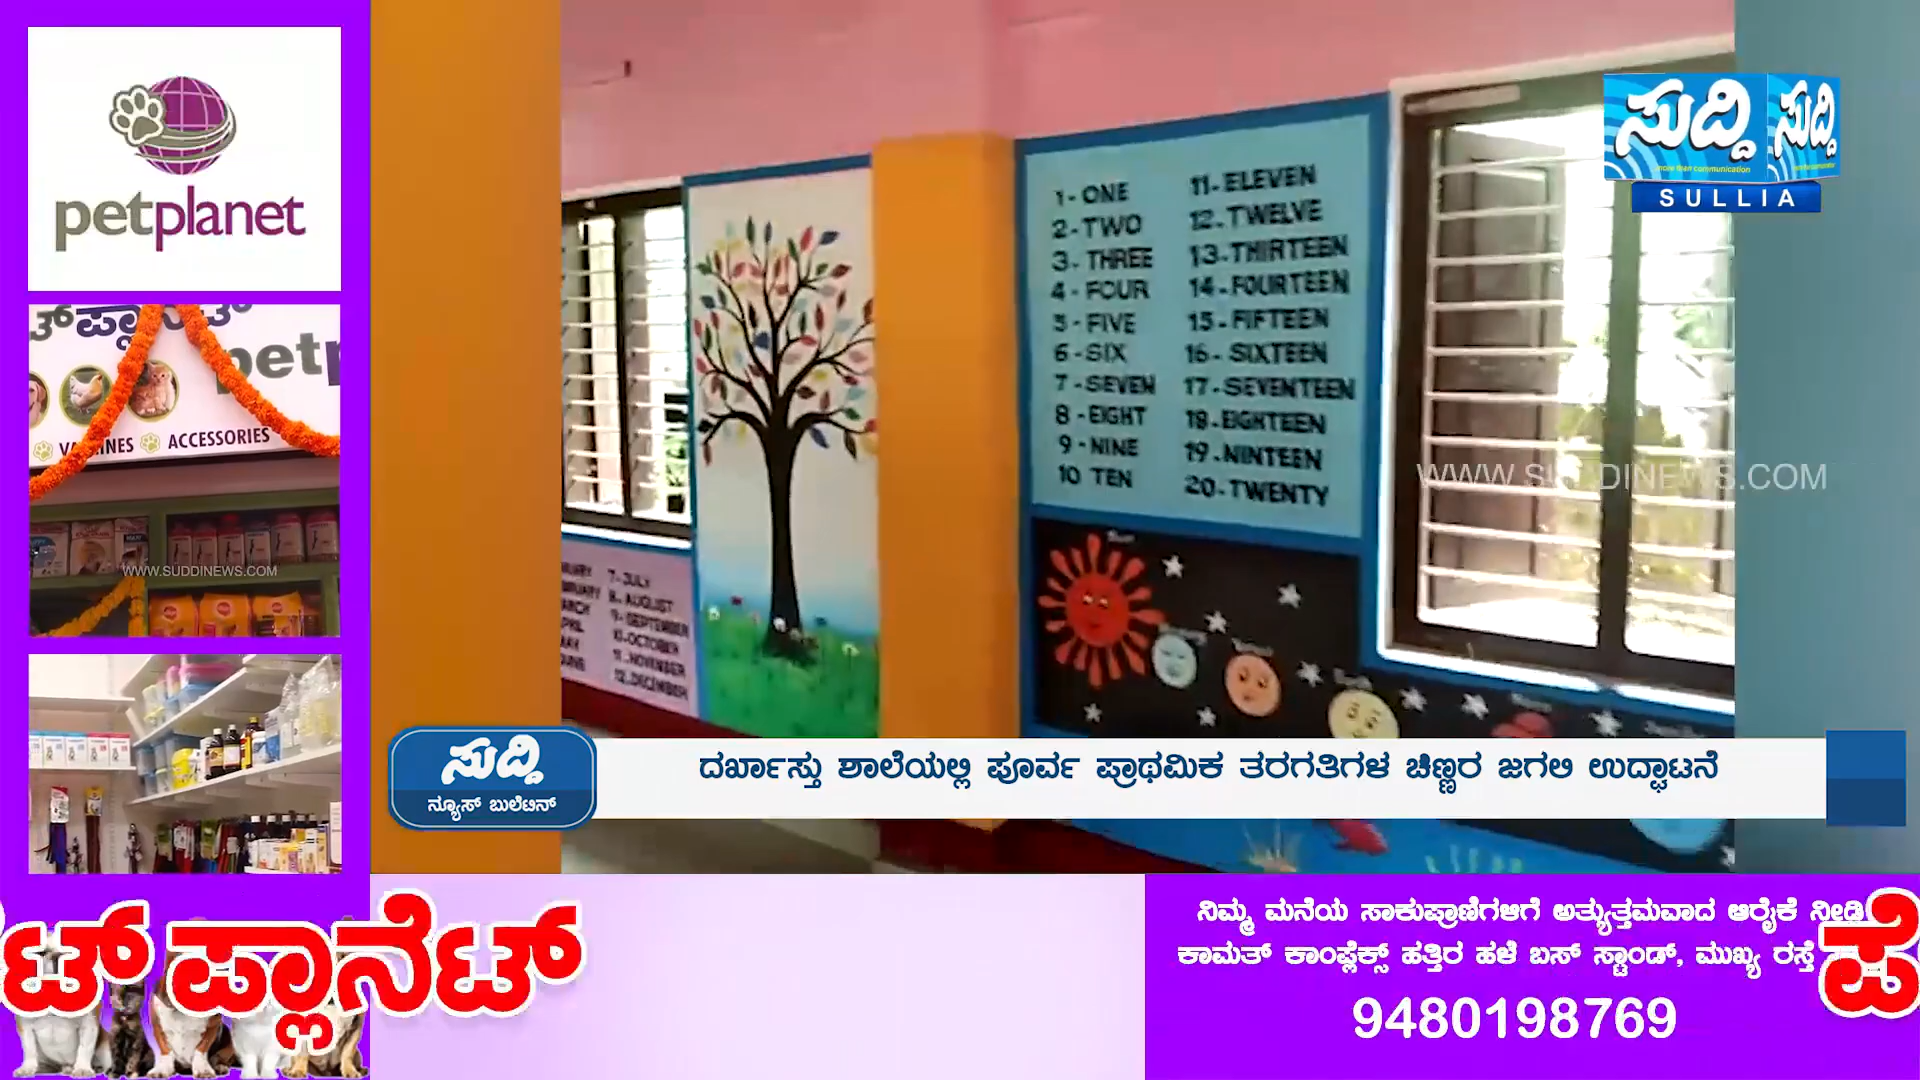 petplanet
ಟ್‌ಪ್ಲಾನೆಟ್
ACCESSORIES
WWW.SUDDINEWS.COM
1- ONE
2-TWO
3- THREE
4- FOUR
5- FIVE
6-SIX
7-SEVEN
8-EIGHT
9-NINE
10 TEN
11-ELEVEN
12-TWELVE
13-THIRTEEN
14-FOURTEEN
15-FIFTEEN
16-SIXTEEN
17-SEVENTEEN
18-EIGHTEEN
19-NINTEEN
20-TWENTY
7-JULY
8-AUGUST
9-SEPTEMBER
10-OCTOBER
11-NOVEMBER
12-DECEMBER
ಸುದ್ದಿ ಸುದ್ದಿ
SULLIA
WWW.SUDDINEWS.COM
ಸುದ್ದಿ
ನ್ಯೂಸ್ ಬುಲೆಟಿನ್
ದರ್ಖಾಸ್ತು ಶಾಲೆಯಲ್ಲಿ ಪೂರ್ವ ಪ್ರಾಥಮಿಕ ತರಗತಿಗಳ ಚಿಣ್ಣರ ಜಗಲಿ ಉದ್ಘಾಟನೆ
ಪ್ಲಾನೆಟ್
ನಿಮ್ಮ ಮನೆಯ ಸಾಕುಪ್ರಾಣಿಗಳಿಗೆ ಅತ್ಯುತ್ತಮವಾದ ಆರೈಕೆ ನೀಡಿ
ಕಾಮತ್ ಕಾಂಪ್ಲೆಕ್ಸ್ ಹತ್ತಿರ ಹಳೆ ಬಸ್ ಸ್ಟಾಂಡ್, ಮುಖ್ಯ ರಸ್ತೆ
9480198769
ಪೆ